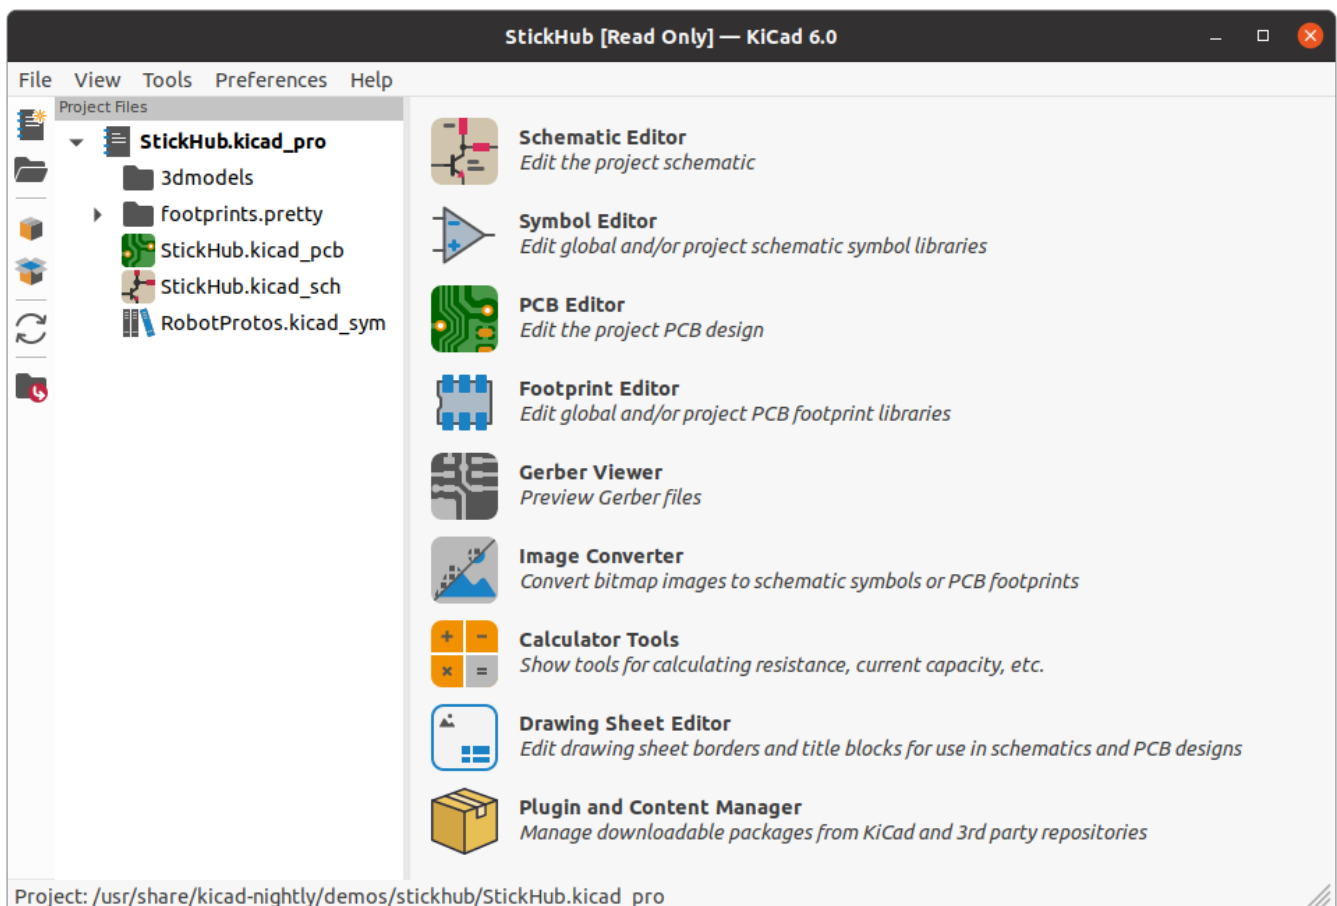 StickHub [Read Only] — KiCad 6.0
File View Tools Preferences Help
Project Files
StickHub.kicad_pro
3dmodels
footprints.pretty
StickHub.kicad_pcb
StickHub.kicad_sch
RobotProtos.kicad_sym
Schematic Editor
Edit the project schematic
Symbol Editor
Edit global and/or project schematic symbol libraries
PCB Editor
Edit the project PCB design
Footprint Editor
Edit global and/or project PCB footprint libraries
Gerber Viewer
Preview Gerber files
Image Converter
Convert bitmap images to schematic symbols or PCB footprints
Calculator Tools
Show tools for calculating resistance, current capacity, etc.
Drawing Sheet Editor
Edit drawing sheet borders and title blocks for use in schematics and PCB designs
Plugin and Content Manager
Manage downloadable packages from KiCad and 3rd party repositories
Project: /usr/share/kicad-nightly/demos/stickhub/StickHub.kicad_pro